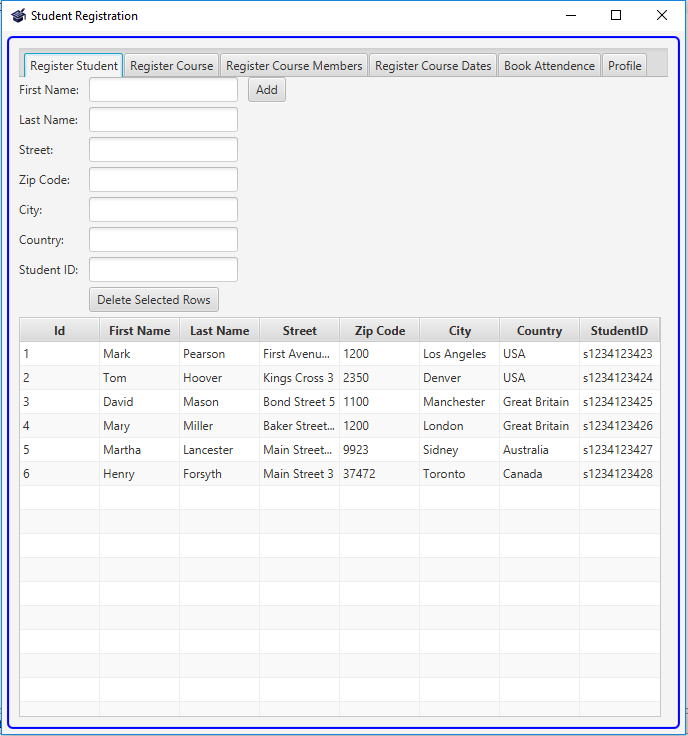 Student Registration
Register Student Register Course Register Course Members Register Course Dates Book Attendence Profile
First Name: Add
Last Name:
Street:
Zip Code:
City:
Country:
Student ID:
Delete Selected Rows
Id First Name Last Name Street Zip Code City Country StudentID
1 Mark Pearson First Avenu... 1200 Los Angeles USA s1234123423
2 Tom Hoover Kings Cross 3 2350 Denver USA s1234123424
3 David Mason Bond Street 5 1100 Manchester Great Britain s1234123425
4 Mary Miller Baker Street... 1200 London Great Britain s1234123426
5 Martha Lancester Main Street... 9923 Sidney Australia s1234123427
6 Henry Forsyth Main Street 3 37472 Toronto Canada s1234123428